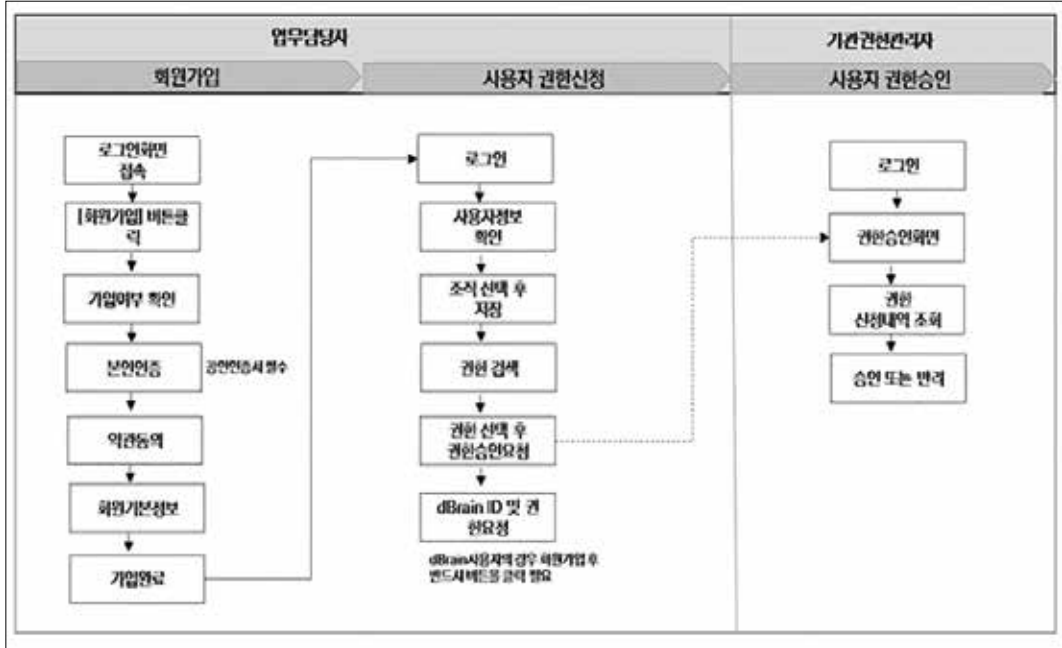 업무담당자
기관권한관리자
회원가입
사용자 권한신청
사용자 권한승인
로그인화면
접속
[회원가입] 버튼클
릭
가입여부 확인
본인인증
공인인증서 필수
약관동의
회원기본정보
가입완료
로그인
사용자정보
확인
조직 선택 후
저장
권한 검색
권한 선택 후
권한승인요청
dBrain ID 및 권
한요청
dBrain사용자의 경우 회원가입 후
반드시 버튼을 클릭 필요
로그인
권한승인화면
권한
신청내역 조회
승인 또는 반려